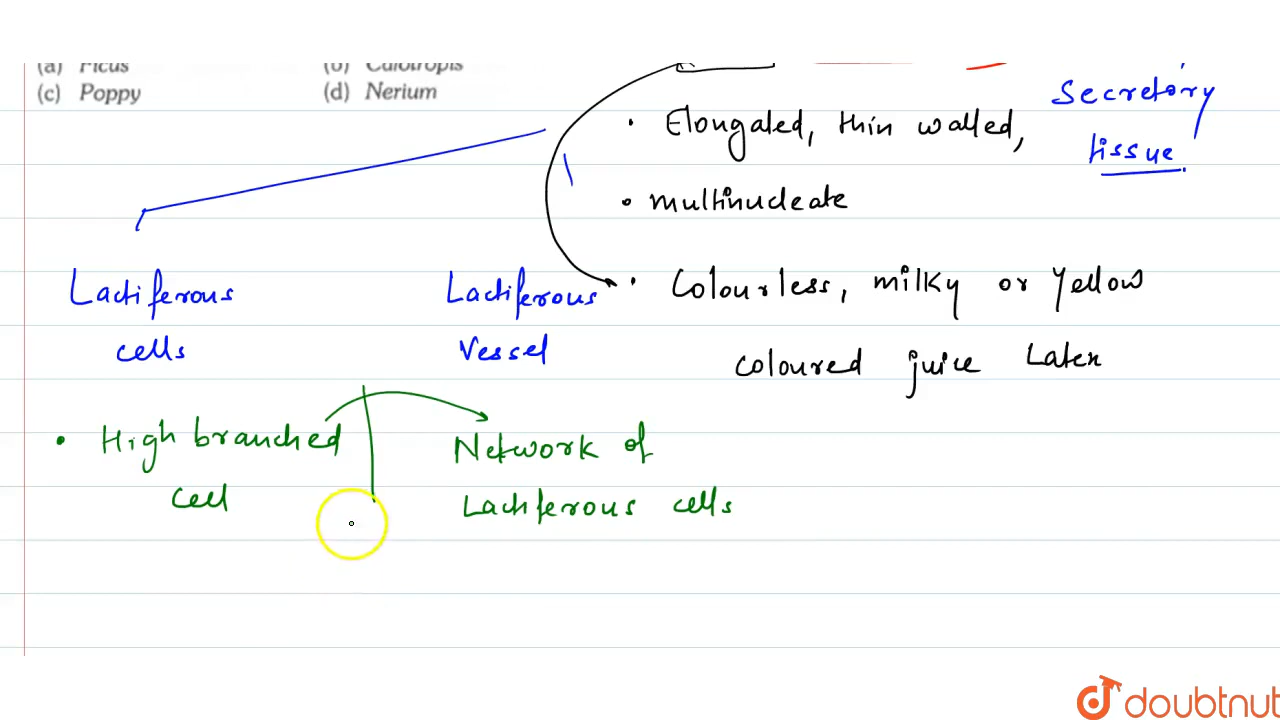 (a) Ficus (b) Calotropis
(c) Poppy (d) Nerium
Secretory
tissue
• Elongated, thin walled,
• multinucleate
• Colourless, milky or Yellow
coloured juice Latex
Lactiferous
cells
Lactiferous
Vessel
• High branched
cell
Network of
Lactiferous cells
doubtnut